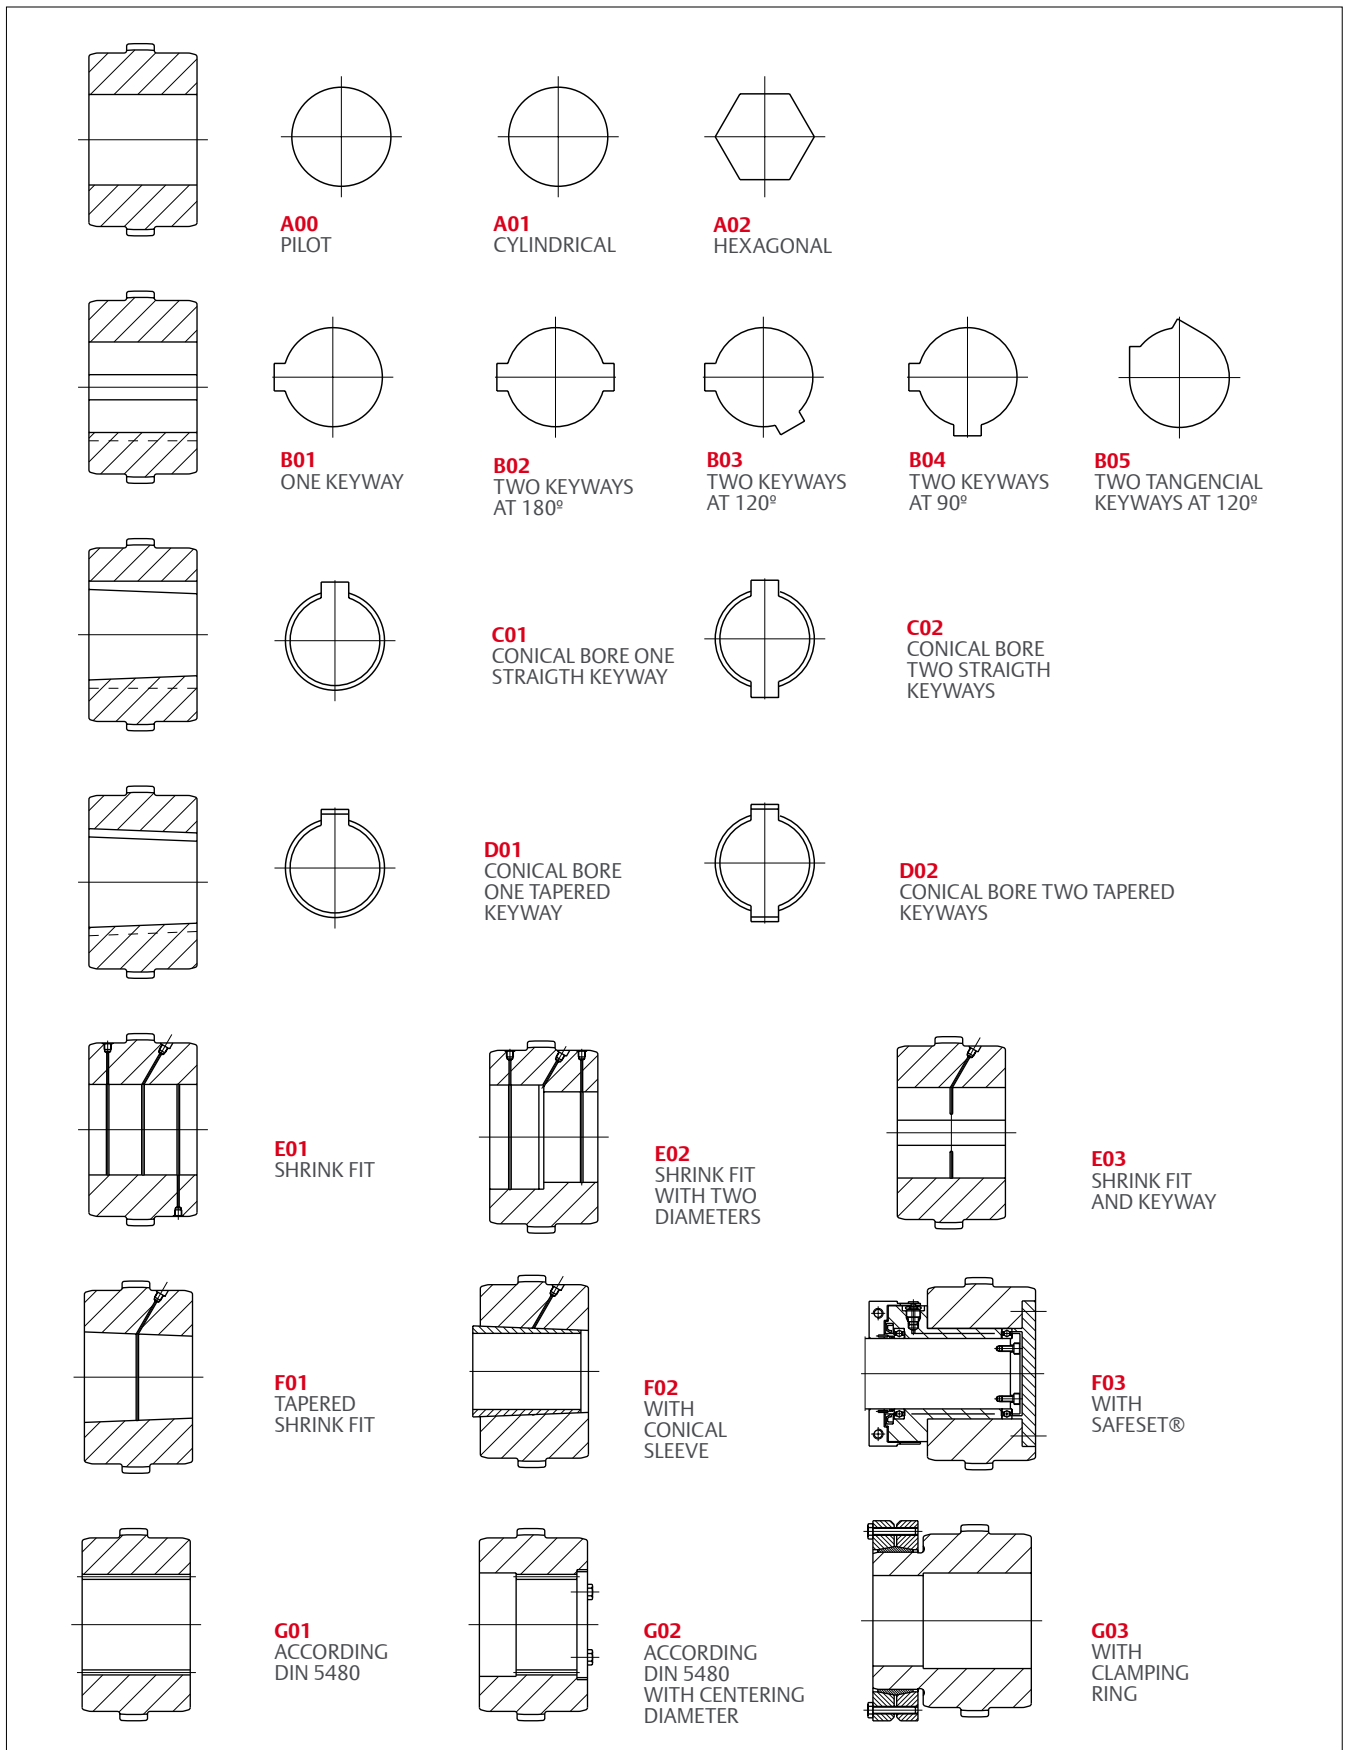 A00
PILOT
A01
CYLINDRICAL
A02
HEXAGONAL
B01
ONE KEYWAY
B02
TWO KEYWAYS
AT 180º
B03
TWO KEYWAYS
AT 120º
B04
TWO KEYWAYS
AT 90º
B05
TWO TANGENCIAL
KEYWAYS AT 120º
C01
CONICAL BORE ONE
STRAIGTH KEYWAY
C02
CONICAL BORE
TWO STRAIGTH
KEYWAYS
D01
CONICAL BORE
ONE TAPERED
KEYWAY
D02
CONICAL BORE TWO TAPERED
KEYWAYS
E01
SHRINK FIT
E02
SHRINK FIT
WITH TWO
DIAMETERS
E03
SHRINK FIT
AND KEYWAY
F01
TAPERED
SHRINK FIT
F02
WITH
CONICAL
SLEEVE
F03
WITH
SAFESET®
G01
ACCORDING
DIN 5480
G02
ACCORDING
DIN 5480
WITH CENTERING
DIAMETER
G03
WITH
CLAMPING
RING